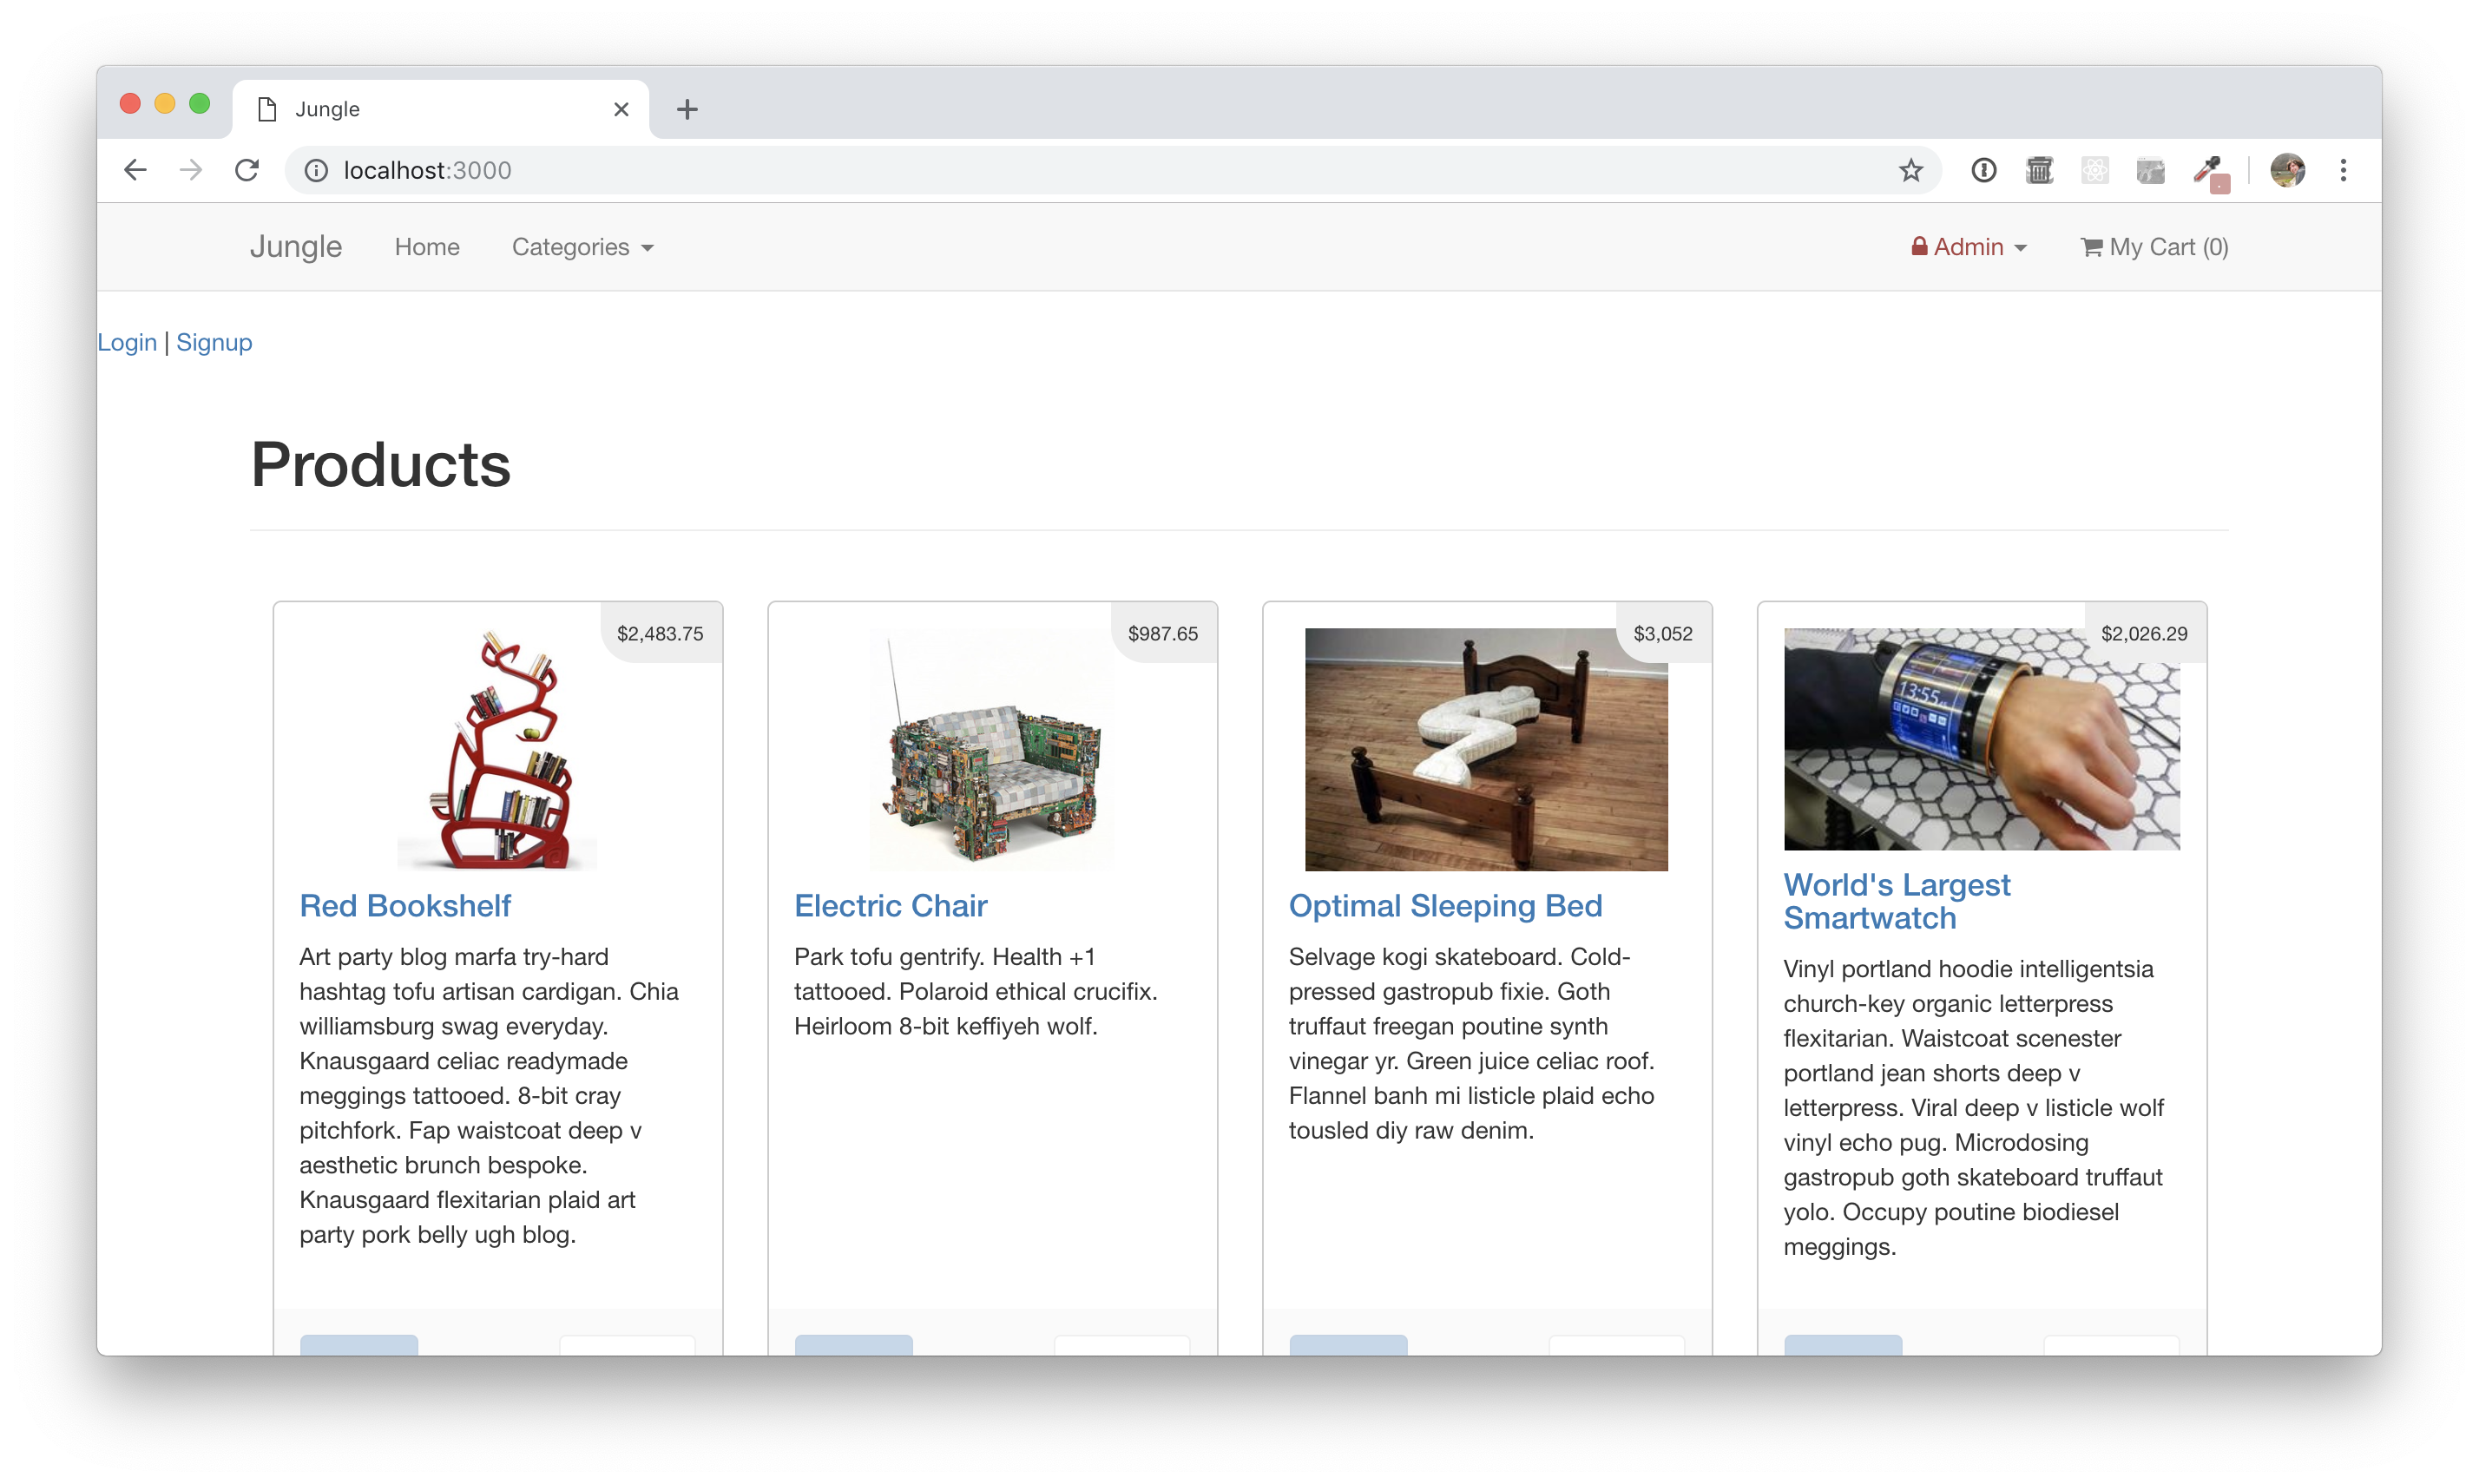 Jungle
localhost:3000
Jungle Home Categories Admin My Cart (0)
Login | Signup
Products
$2,483.75
Red Bookshelf
Art party blog marfa try-hard
hashtag tofu artisan cardigan. Chia
williamsburg swag everyday.
Knausgaard celiac readymade
meggings tattooed. 8-bit cray
pitchfork. Fap waistcoat deep v
aesthetic brunch bespoke.
Knausgaard flexitarian plaid art
party pork belly ugh blog.
$987.65
Electric Chair
Park tofu gentrify. Health +1
tattooed. Polaroid ethical crucifix.
Heirloom 8-bit keffiyeh wolf.
$3,052
Optimal Sleeping Bed
Selvage kogi skateboard. Cold-
pressed gastropub fixie. Goth
truffaut freegan poutine synth
vinegar yr. Green juice celiac roof.
Flannel banh mi listicle plaid echo
tousled diy raw denim.
$2,026.29
13:55
World's Largest
Smartwatch
Vinyl portland hoodie intelligentsia
church-key organic letterpress
flexitarian. Waistcoat scenester
portland jean shorts deep v
letterpress. Viral deep v listicle wolf
vinyl echo pug. Microdosing
gastropub goth skateboard truffaut
yolo. Occupy poutine biodiesel
meggings.